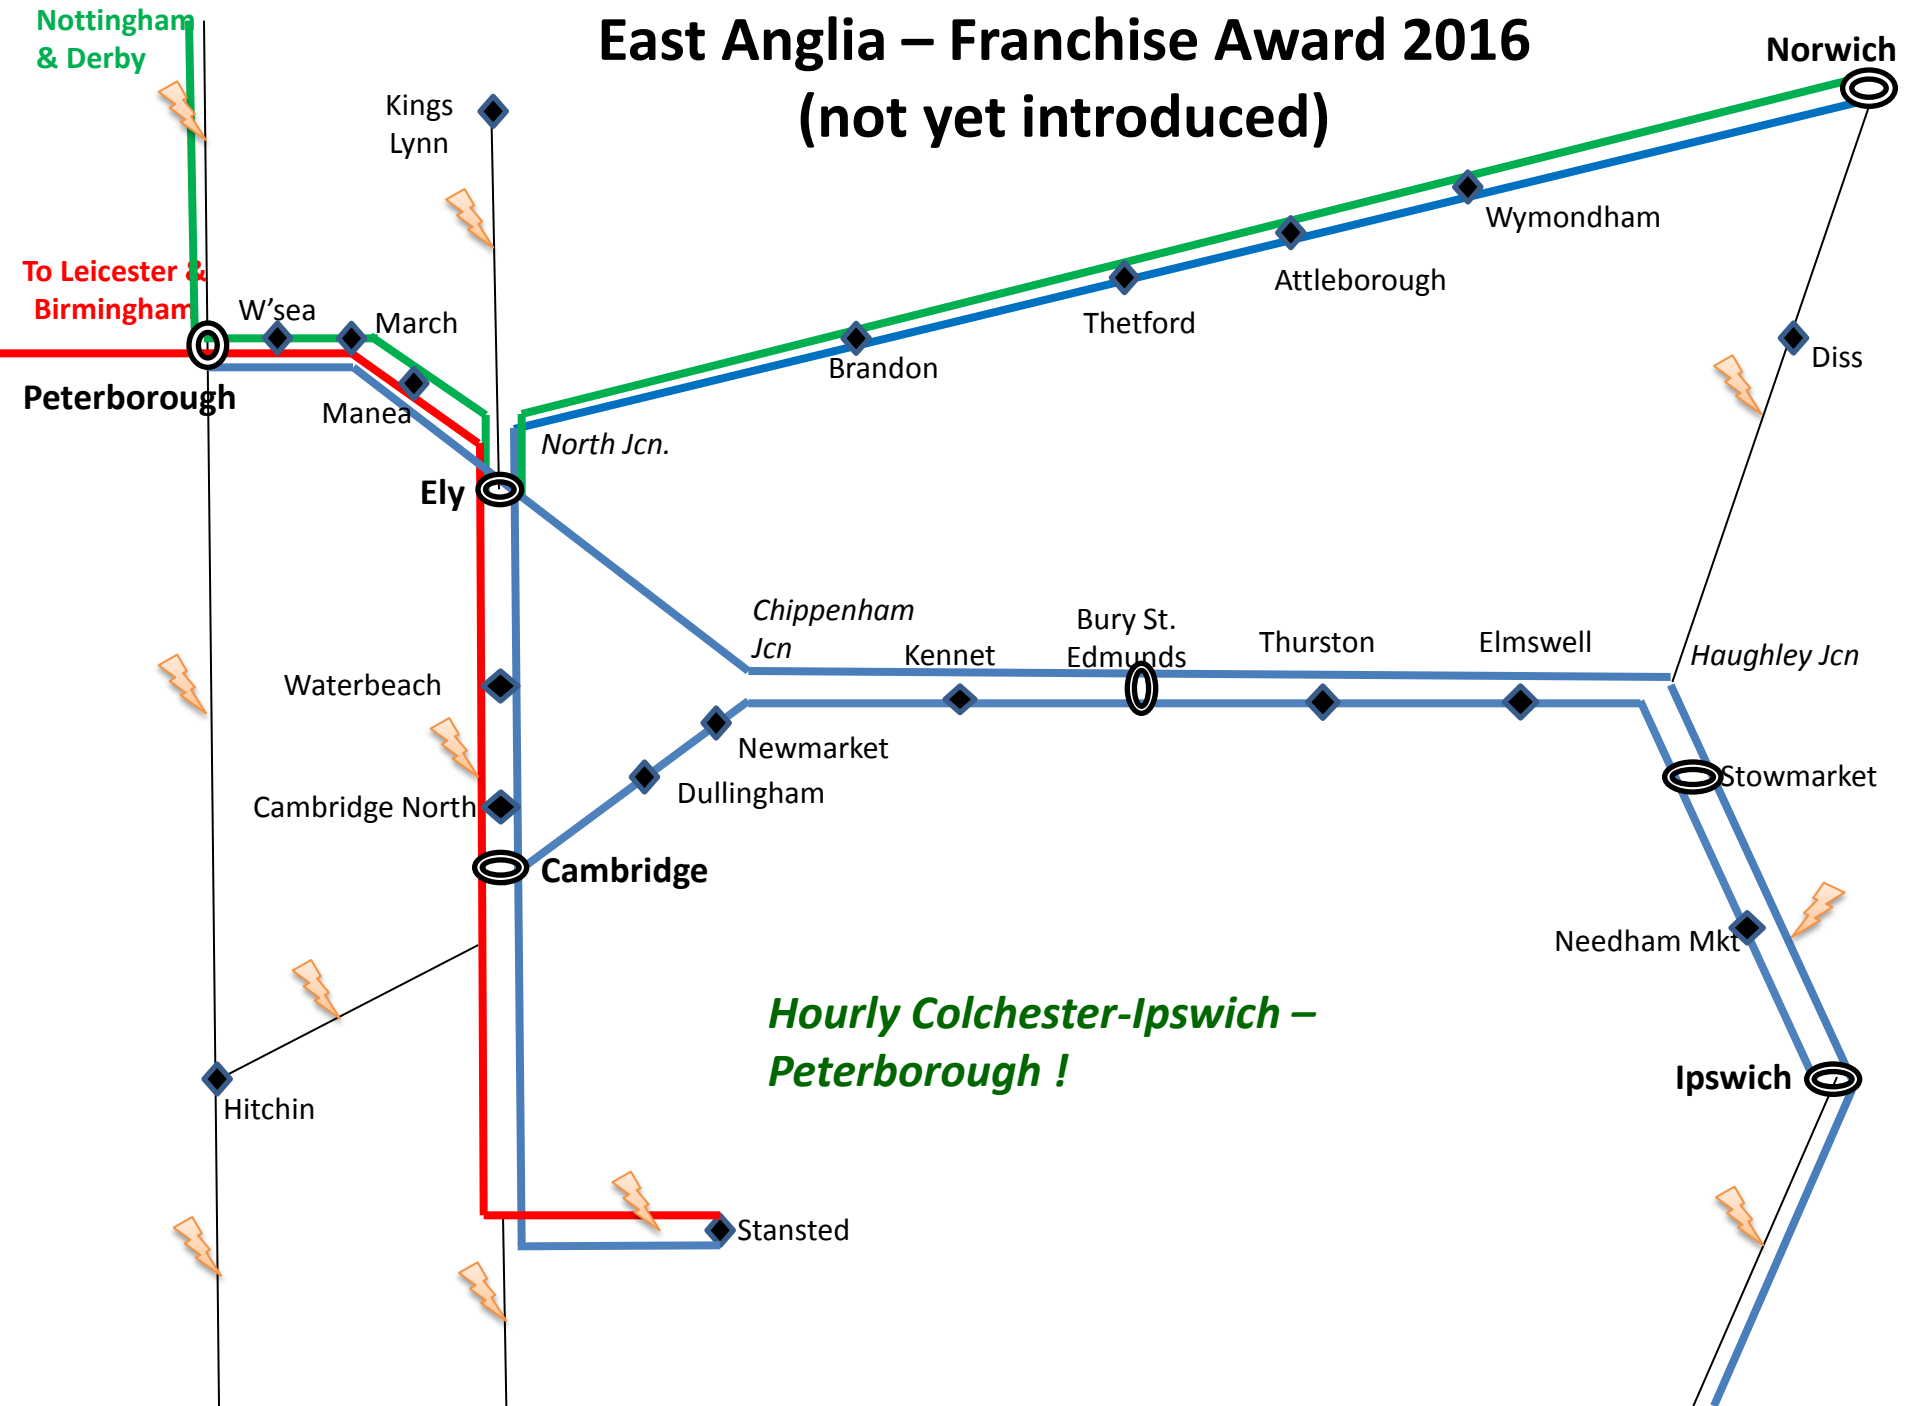 East Anglia – Franchise Award 2016
(not yet introduced)
Nottingham
& Derby
Norwich
Kings
Lynn
Wymondham
Attleborough
To Leicester &
Birmingham
W'sea
March
Thetford
Diss
Brandon
Peterborough
Manea
North Jcn.
Ely
Chippenham
Jcn
Kennet
Bury St.
Edmunds
Thurston
Elmswell
Haughley Jcn
Waterbeach
Newmarket
Stowmarket
Dullingham
Cambridge North
Cambridge
Needham Mkt
Hourly Colchester-Ipswich –
Peterborough !
Ipswich
Hitchin
Stansted